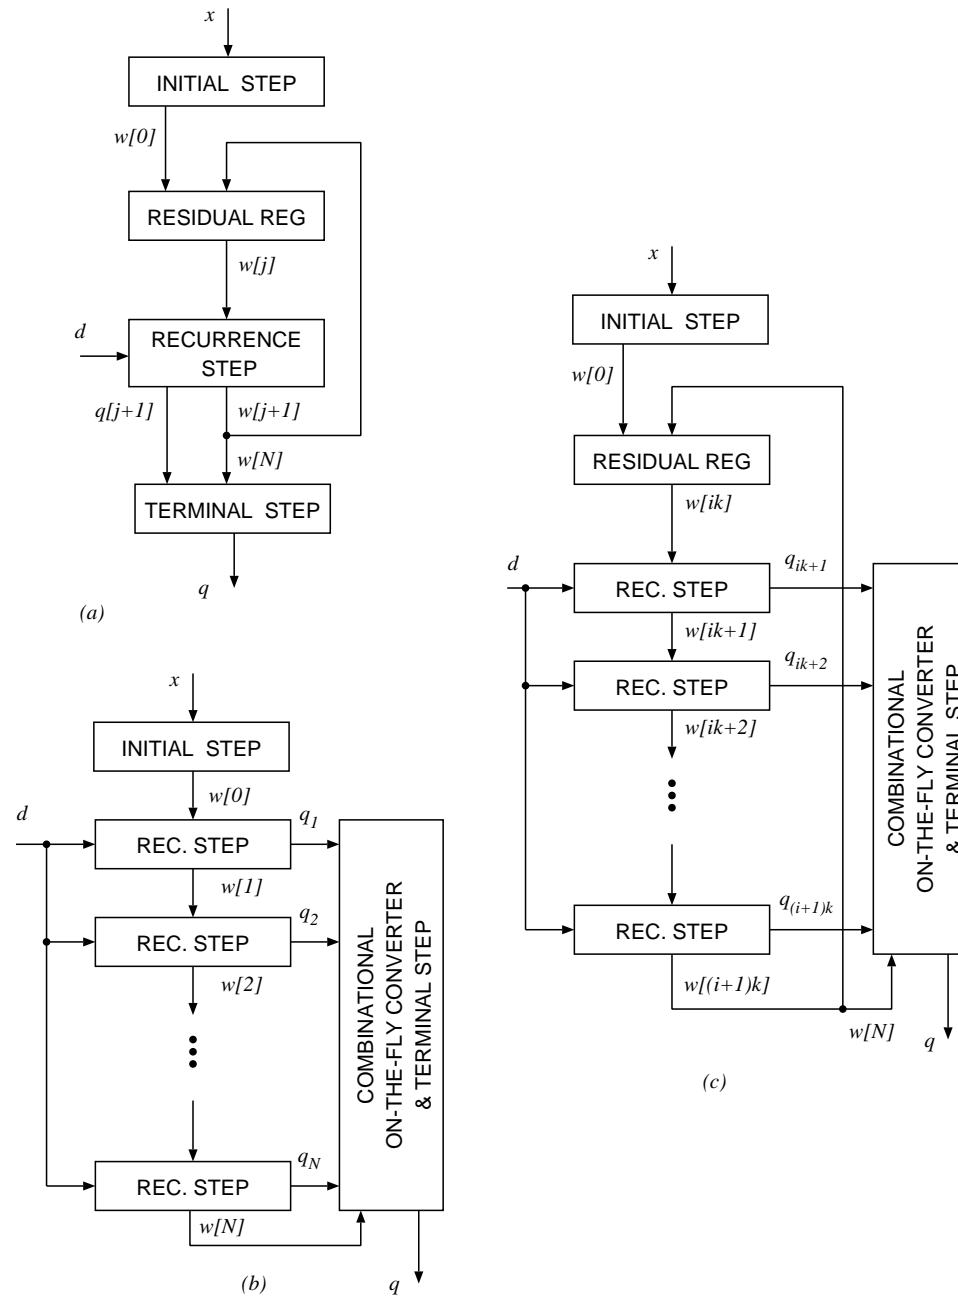 x
INITIAL STEP
w[0]
RESIDUAL REG
w[j]
d
RECURRENCE
STEP
q[j+1]
w[j+1]
w[N]
TERMINAL STEP
q
(a)
x
INITIAL STEP
w[0]
d
REC. STEP
q1
w[1]
REC. STEP
q2
w[2]
REC. STEP
qN
w[N]
COMBINATIONAL
ON-THE-FLY CONVERTER
& TERMINAL STEP
(b)
q
x
INITIAL STEP
w[0]
RESIDUAL REG
w[ik]
d
REC. STEP
qik+1
w[ik+1]
REC. STEP
qik+2
w[ik+2]
REC. STEP
q(i+1)k
w[(i+1)k]
COMBINATIONAL
ON-THE-FLY CONVERTER
& TERMINAL STEP
w[N]
q
(c)